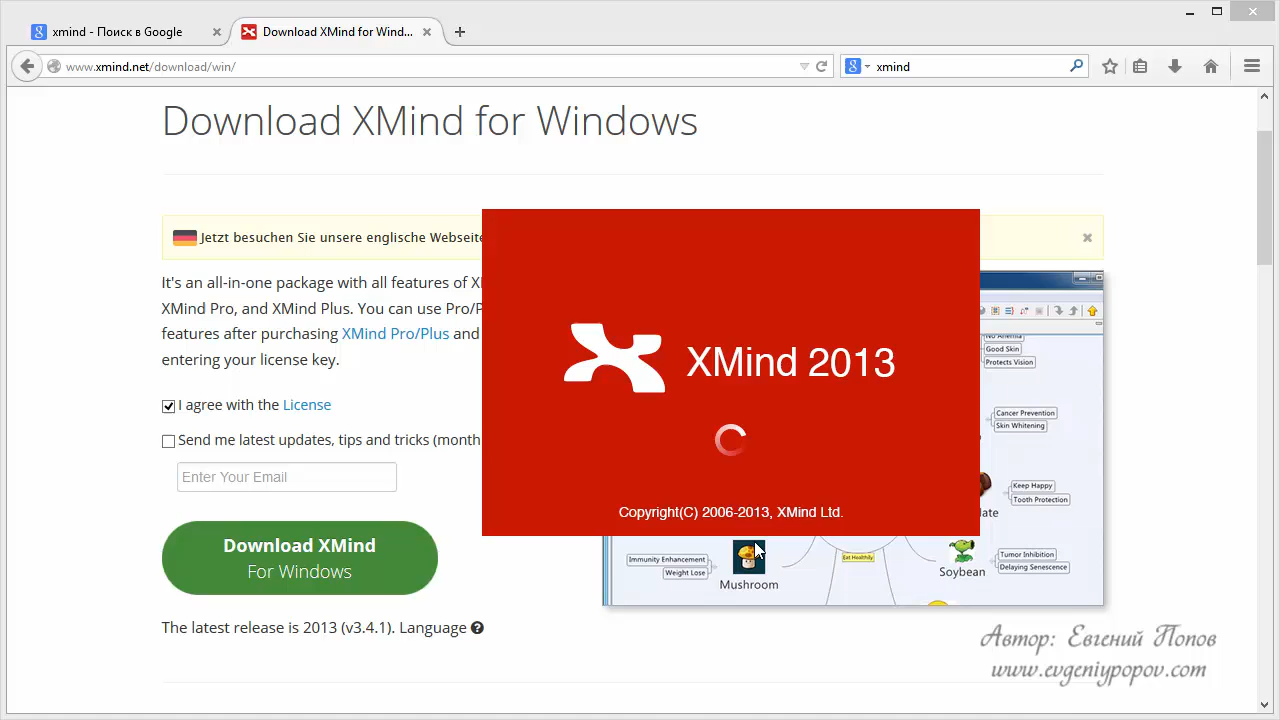 xmind - Поиск в Google
Download XMind for Wind...
www.xmind.net/download/win/
xmind
Download XMind for Windows
Jetzt besuchen Sie unsere englische Webseite
It's an all-in-one package with all features of X
XMind Pro, and XMind Plus. You can use Pro/P
features after purchasing XMind Pro/Plus and
entering your license key.
I agree with the License
Send me latest updates, tips and tricks (month
Enter Your Email
Download XMind
For Windows
The latest release is 2013 (v3.4.1). Language
XMind 2013
Copyright(C) 2006-2013, XMind Ltd.
No Anemia
Good Skin
Protects Vision
Cancer Prevention
Skin Whitening
Keep Happy
Tooth Protection
late
Immunity Enhancement
Weight Lose
Mushroom
Eat Healthily
Soybean
Tumor Inhibition
Delaying Senescence
Автор: Евгений Попов
www.evgeniypopov.com